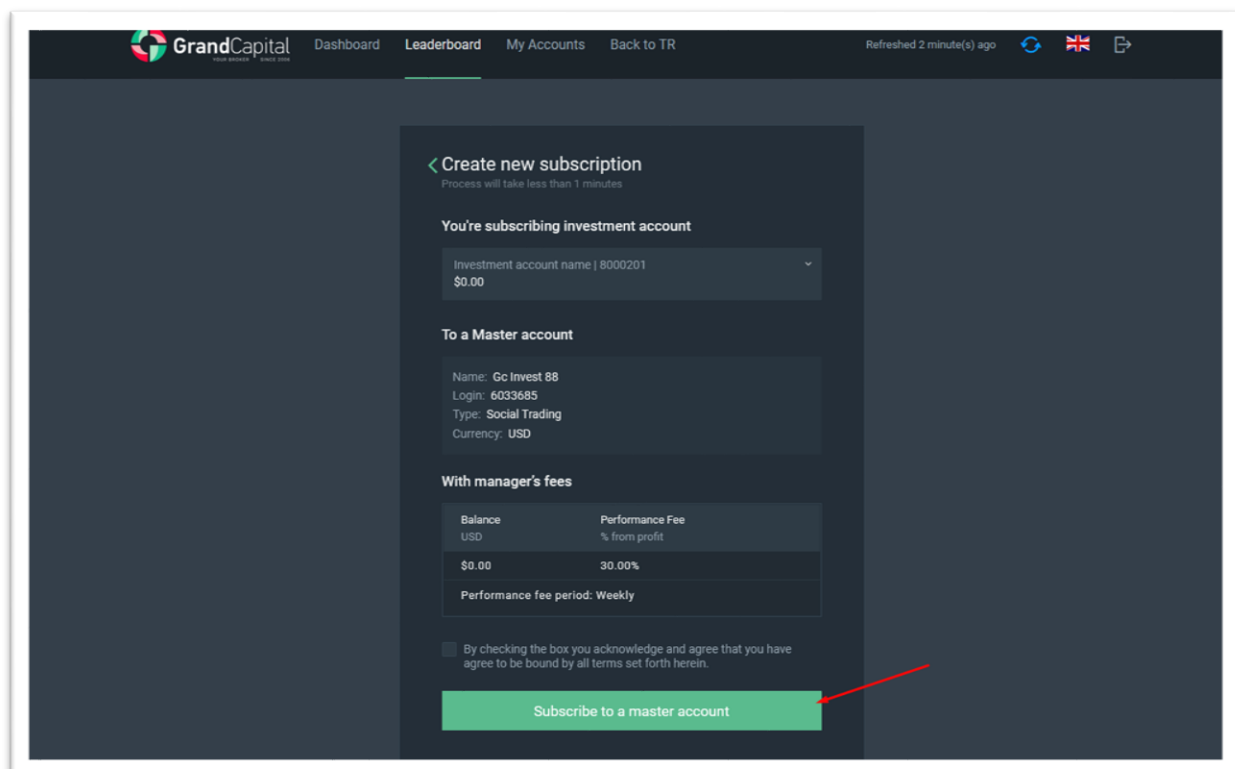 GrandCapital Dashboard Leaderboard My Accounts Back to TR Refreshed 2 minute(s) ago
YOUR BROKER SINCE 2006
Create new subscription
Process will take less than 1 minutes
You're subscribing investment account
Investment account name | 8000201
$0.00
To a Master account
Name: Gc Invest 88
Login: 6033685
Type: Social Trading
Currency: USD
With manager's fees
Balance Performance Fee
USD % from profit
$0.00 30.00%
Performance fee period: Weekly
By checking the box you acknowledge and agree that you have
agree to be bound by all terms set forth herein.
Subscribe to a master account